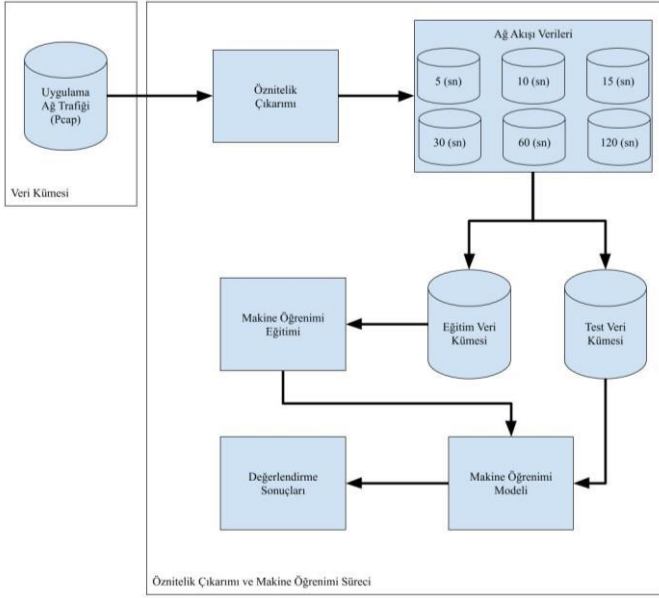 Uygulama
Ağ Trafiği
(Pcap)
Veri Kümesi
Öznitelik
Çıkarımı
Ağ Akışı Verileri
5 (sn)
10 (sn)
15 (sn)
30 (sn)
60 (sn)
120 (sn)
Makine Öğrenimi
Eğitimi
Eğitim Veri
Kümesi
Test Veri
Kümesi
Değerlendirme
Sonuçları
Makine Öğrenimi
Modeli
Öznitelik Çıkarımı ve Makine Öğrenimi Süreci